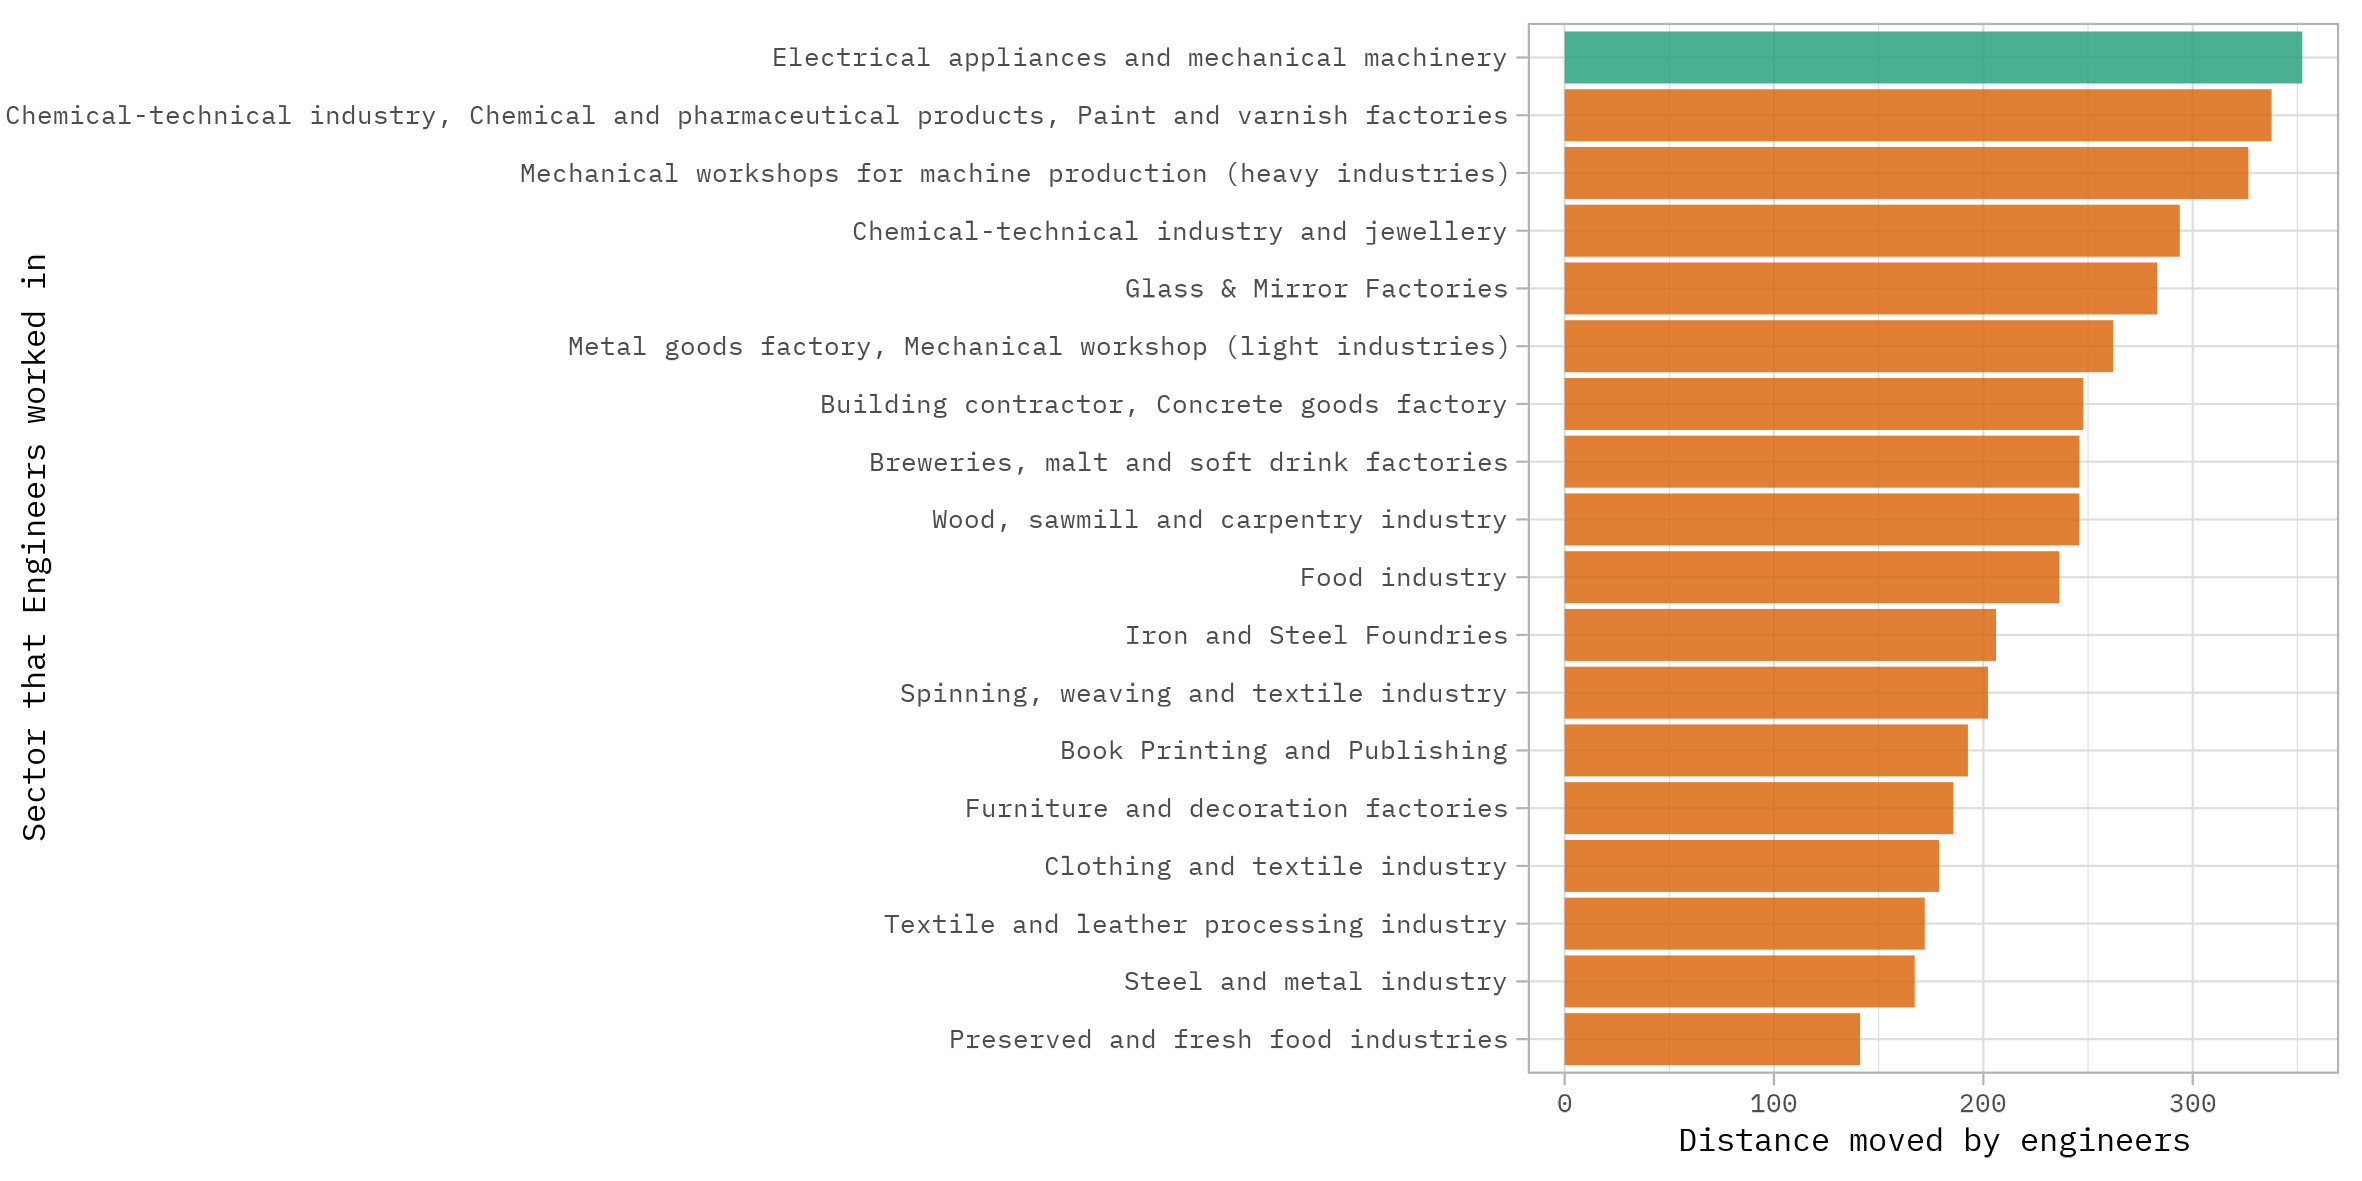 Sector that Engineers worked in
Electrical appliances and mechanical machinery
Chemical-technical industry, Chemical and pharmaceutical products, Paint and varnish factories
Mechanical workshops for machine production (heavy industries)
Chemical-technical industry and jewellery
Glass & Mirror Factories
Metal goods factory, Mechanical workshop (light industries)
Building contractor, Concrete goods factory
Breweries, malt and soft drink factories
Wood, sawmill and carpentry industry
Food industry
Iron and Steel Foundries
Spinning, weaving and textile industry
Book Printing and Publishing
Furniture and decoration factories
Clothing and textile industry
Textile and leather processing industry
Steel and metal industry
Preserved and fresh food industries
0 100 200 300
Distance moved by engineers